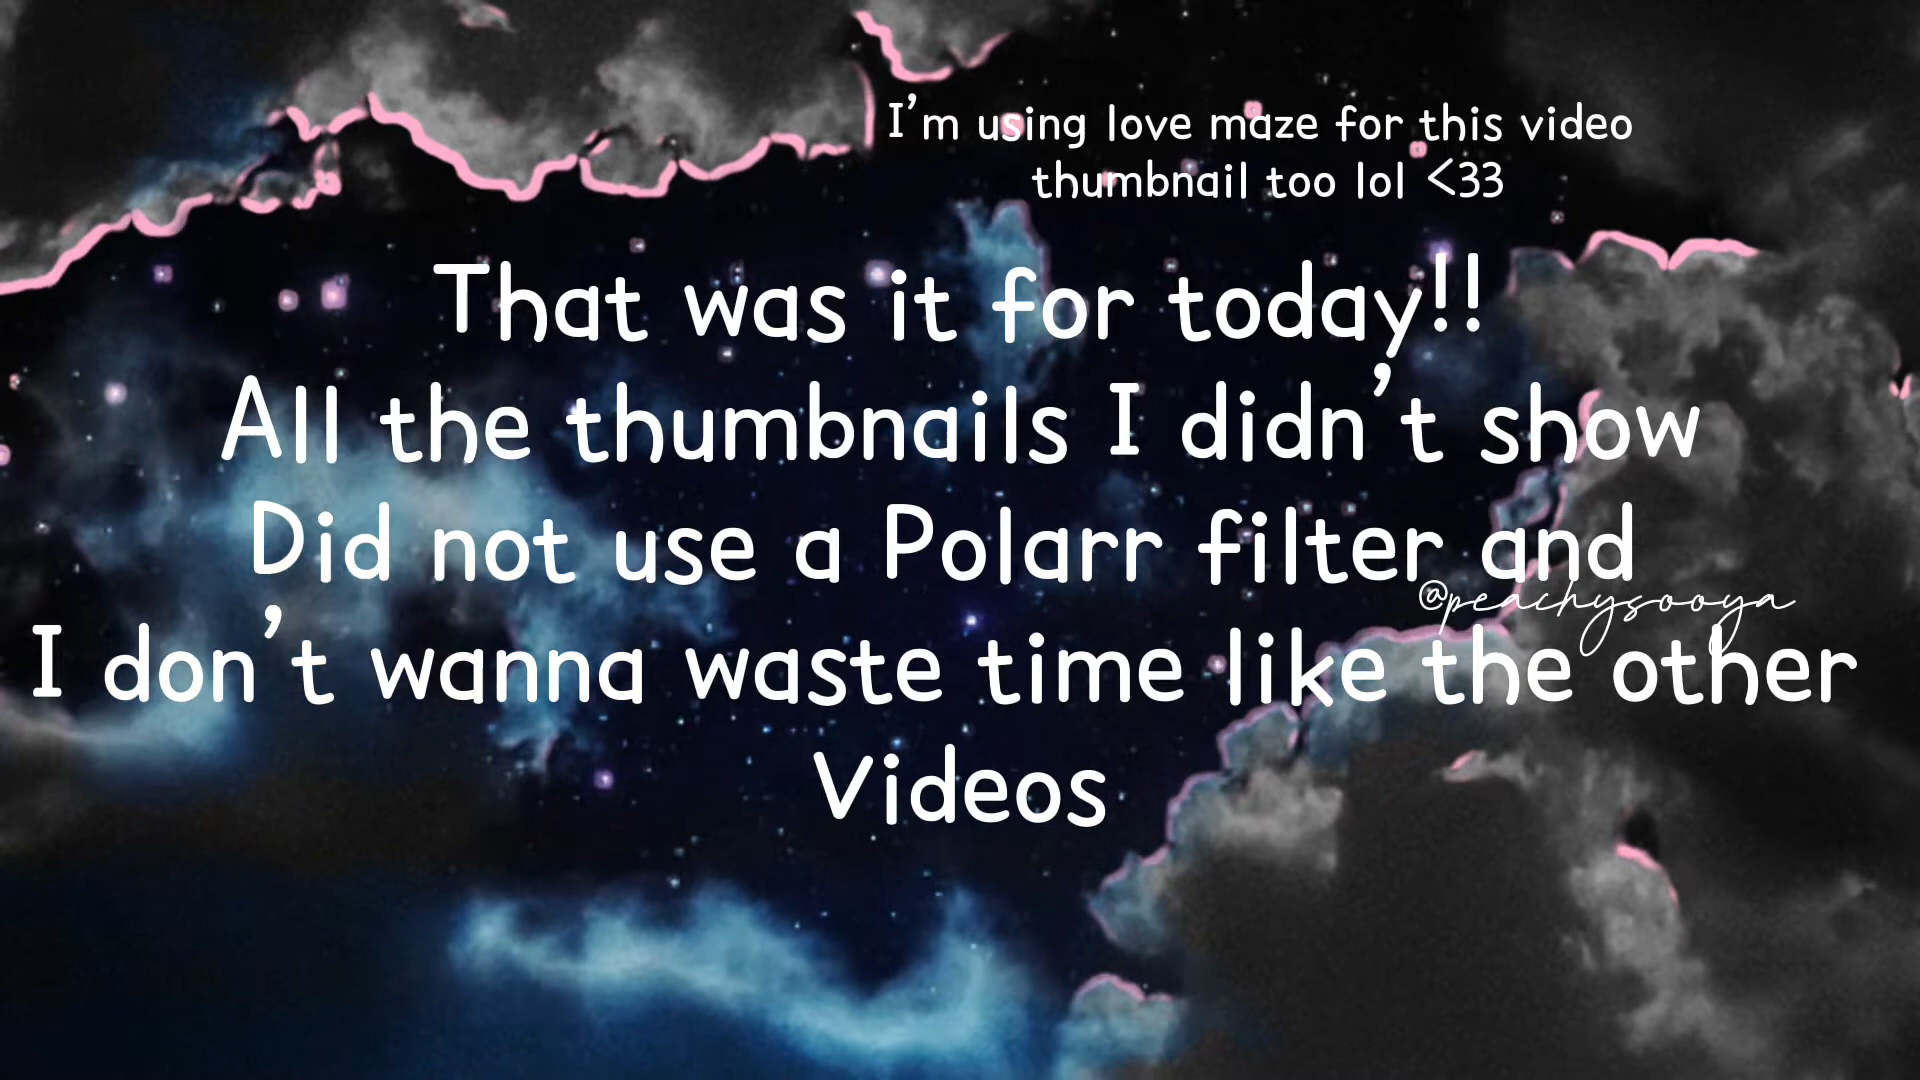 I'm using love maze for this video
thumbnail too lol <33
That was it for today!!
All the thumbnails I didn't show
Did not use a Polarr filter and
@peachysooya
I don't wanna waste time like the other
Videos